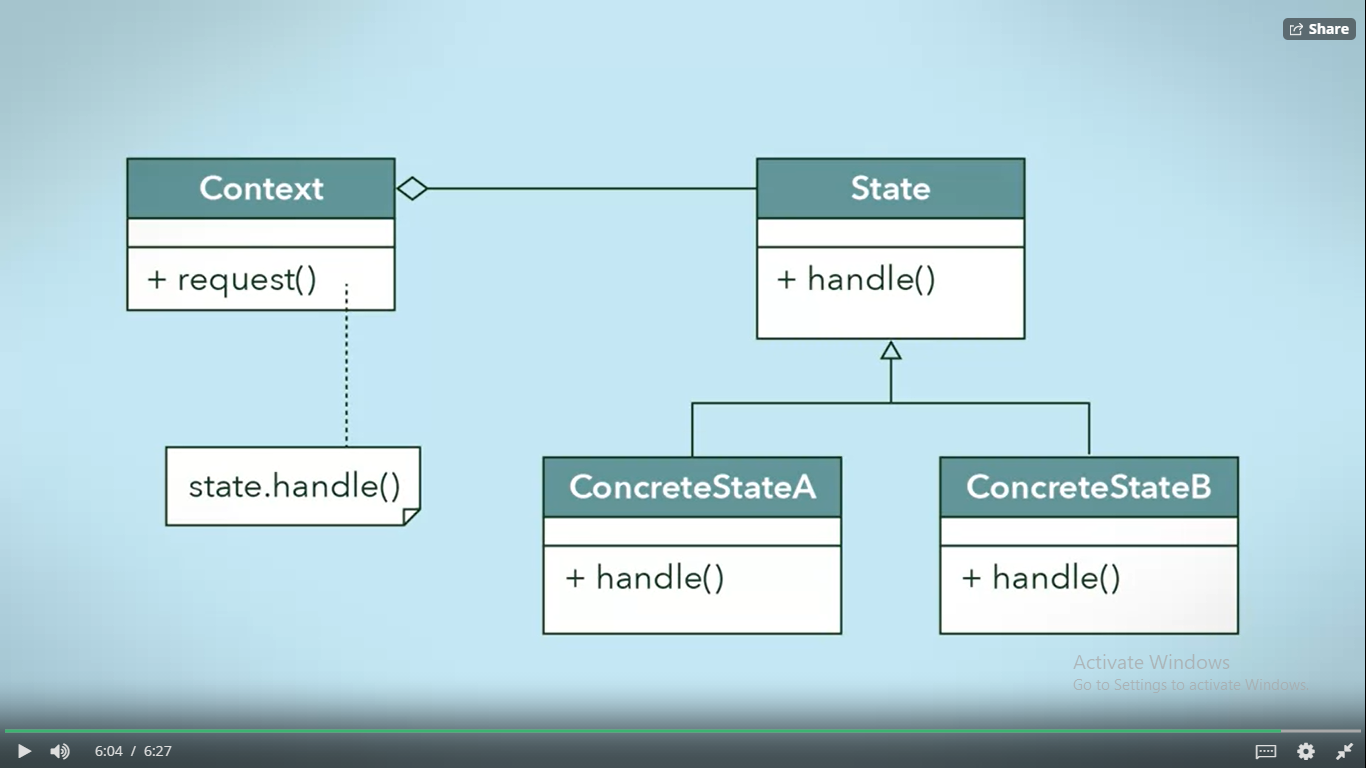 Share
Context
+ request()
State
+ handle()
state.handle()
ConcreteStateA
+ handle()
ConcreteStateB
+ handle()
Activate Windows
Go to Settings to activate Windows.
6:04 / 6:27